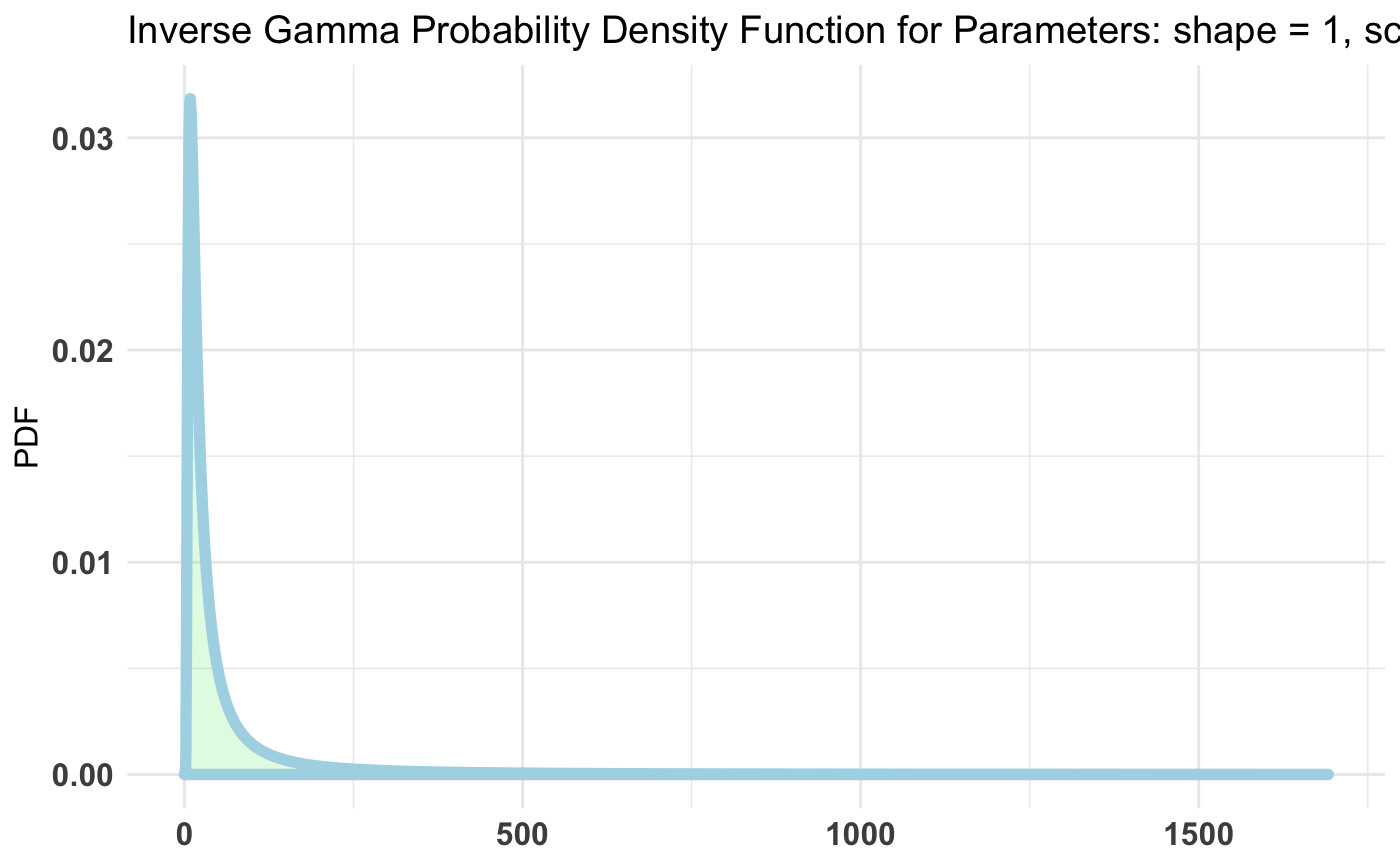 Inverse Gamma Probability Density Function for Parameters: shape = 1, sc
0.03
0.02
PDF
0.01
0.00
0 500 1000 1500